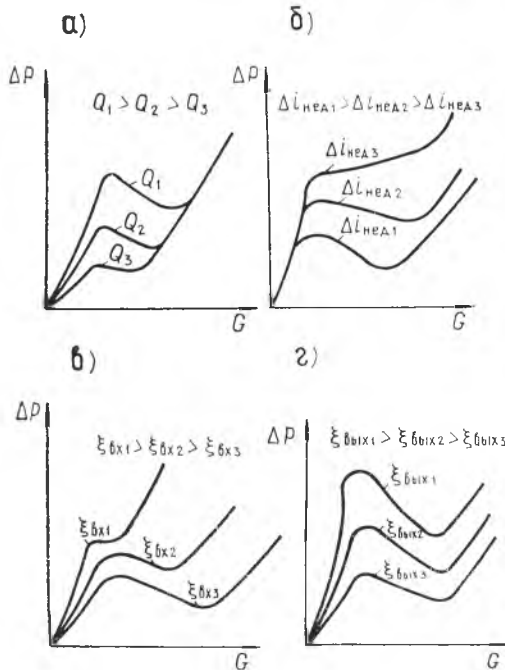 а)
ΔP
Q₁ > Q₂ > Q₃
Q₁
Q₂
Q₃
G
б)
ΔP
Δiнед1 > Δiнед2 > Δiнед3
Δiнед3
Δiнед2
Δiнед1
G
в)
ΔP
ξвх1 > ξвх2 > ξвх3
ξвх1
ξвх2
ξвх3
G
г)
ΔP
ξвых1 > ξвых2 > ξвых3
ξвых1
ξвых2
ξвых3
G